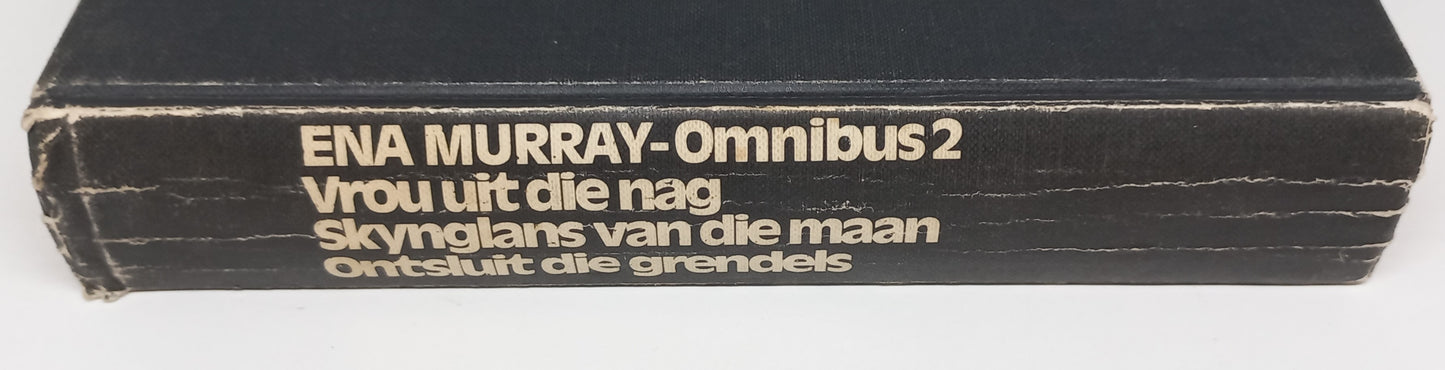 ENA MURRAY-Omnibus 2
Vrou uit die nag
Skynglans van die maan
Ontsluit die grendels